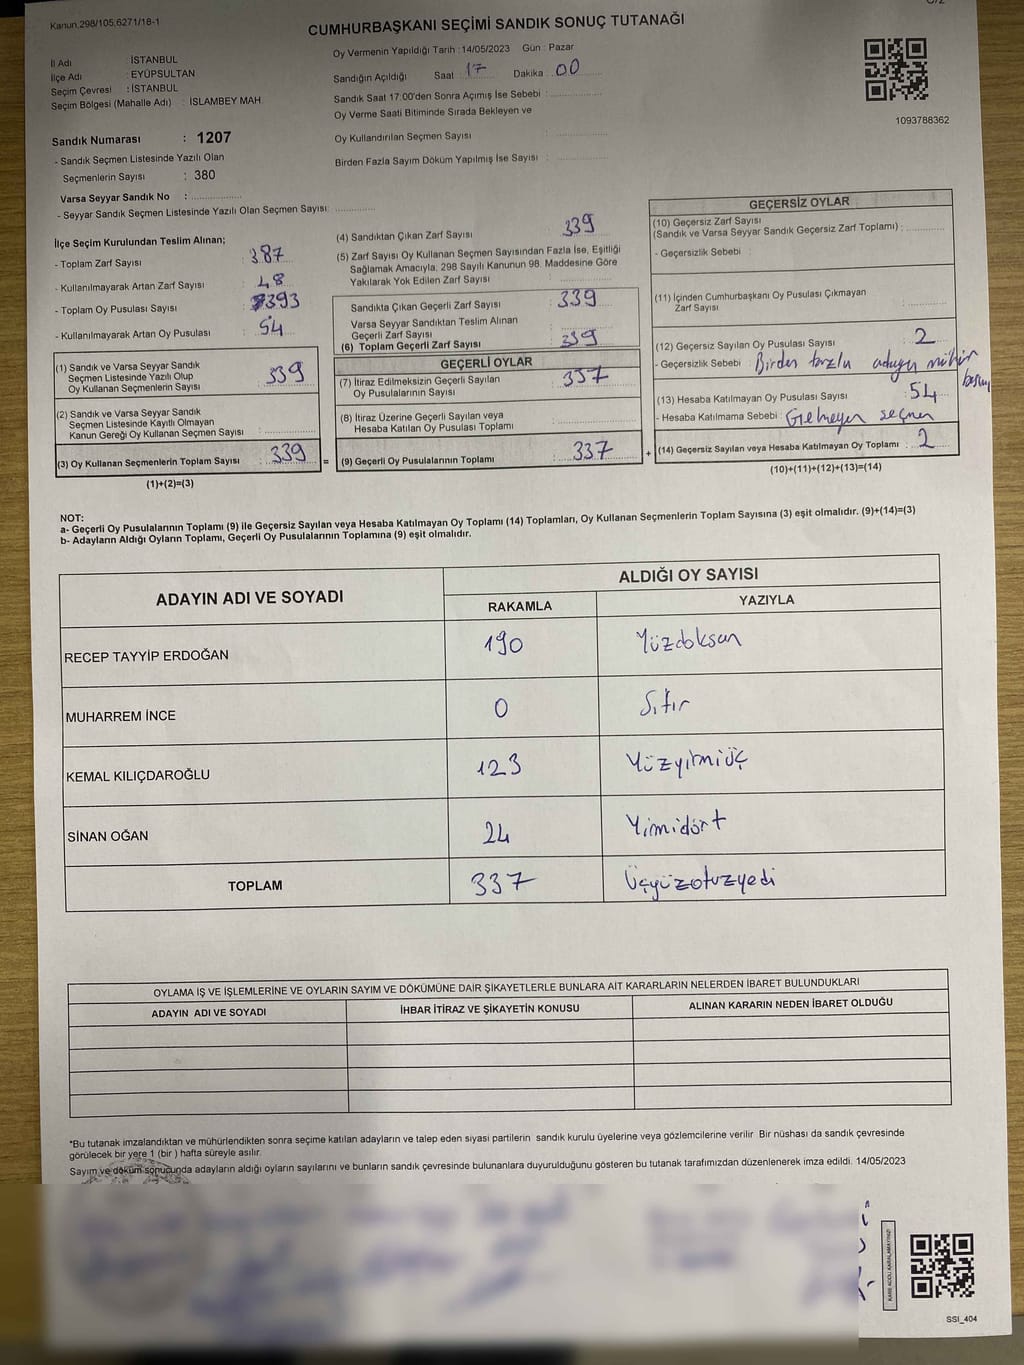 Kanun.298/105,6271/18-1
CUMHURBAŞKANI SEÇİMİ SANDIK SONUÇ TUTANAĞI
İl Adı : İSTANBUL
İlçe Adı : EYÜPSULTAN
Seçim Çevresi : İSTANBUL
Seçim Bölgesi (Mahalle Adı) : İSLAMBEY MAH.
Sandık Numarası : 1207
- Sandık Seçmen Listesinde Yazılı Olan
Seçmenlerin Sayısı : 380
Varsa Seyyar Sandık No :
- Seyyar Sandık Seçmen Listesinde Yazılı Olan Seçmen Sayısı:
Oy Vermenin Yapıldığı Tarih :14/05/2023 Gün : Pazar
Sandığın Açıldığı Saat : 17 Dakika : 00
Sandık Saat 17:00'den Sonra Açımış İse Sebebi :
Oy Verme Saati Bitiminde Sırada Bekleyen ve
Oy Kullandırılan Seçmen Sayısı :
Birden Fazla Sayım Döküm Yapılmış İse Sayısı :
1093788362
İlçe Seçim Kurulundan Teslim Alınan;
- Toplam Zarf Sayısı : 387
- Kullanılmayarak Artan Zarf Sayısı : 48
- Toplam Oy Pusulası Sayısı : 393
- Kullanılmayarak Artan Oy Pusulası : 54
(1) Sandık ve Varsa Seyyar Sandık
Seçmen Listesinde Yazılı Olup
Oy Kullanan Seçmenlerin Sayısı : 339
(2) Sandık ve Varsa Seyyar Sandık
Seçmen Listesinde Kayıtlı Olmayan
Kanun Gereği Oy Kullanan Seçmen Sayısı :
(3) Oy Kullanan Seçmenlerin Toplam Sayısı : 339
(1)+(2)=(3)
=
(4) Sandıktan Çıkan Zarf Sayısı : 339
(5) Zarf Sayısı Oy Kullanan Seçmen Sayısından Fazla İse, Eşitliği
Sağlamak Amacıyla, 298 Sayılı Kanunun 98. Maddesine Göre
Yakılarak Yok Edilen Zarf Sayısı :
Sandıkta Çıkan Geçerli Zarf Sayısı : 339
Varsa Seyyar Sandıktan Teslim Alınan
Geçerli Zarf Sayısı :
(6) Toplam Geçerli Zarf Sayısı : 339
GEÇERLİ OYLAR
(7) İtiraz Edilmeksizin Geçerli Sayılan
Oy Pusulalarının Sayısı : 337
(8) İtiraz Üzerine Geçerli Sayılan veya
Hesaba Katılan Oy Pusulası Toplamı :
(9) Geçerli Oy Pusulalarının Toplamı : 337
+
GEÇERSİZ OYLAR
(10) Geçersiz Zarf Sayısı
(Sandık ve Varsa Seyyar Sandık Geçersiz Zarf Toplamı) :
- Geçersizlik Sebebi :
(11) İçinden Cumhurbaşkanı Oy Pusulası Çıkmayan
Zarf Sayısı :
(12) Geçersiz Sayılan Oy Pusulası Sayısı : 2
- Geçersizlik Sebebi : Birden fazla adaya mühür
(13) Hesaba Katılmayan Oy Pusulası Sayısı : 54
- Hesaba Katılmama Sebebi : Gelmeyen seçmen
(14) Geçersiz Sayılan veya Hesaba Katılmayan Oy Toplamı : 2
(10)+(11)+(12)+(13)=(14)
NOT:
a- Geçerli Oy Pusulalarının Toplamı (9) ile Geçersiz Sayılan veya Hesaba Katılmayan Oy Toplamı (14) Toplamları, Oy Kullanan Seçmenlerin Toplam Sayısına (3) eşit olmalıdır. (9)+(14)=(3)
b- Adayların Aldığı Oyların Toplamı, Geçerli Oy Pusulalarının Toplamına (9) eşit olmalıdır.
ADAYIN ADI VE SOYADI
ALDIĞI OY SAYISI
RAKAMLA YAZIYLA
RECEP TAYYİP ERDOĞAN 190 Yüzdoksan
MUHARREM İNCE 0 Sıfır
KEMAL KILIÇDAROĞLU 123 Yüzyirmiüç
SİNAN OĞAN 24 Yirmidört
TOPLAM 337 Üçyüzotuzyedi
OYLAMA İŞ VE İŞLEMLERİNE VE OYLARIN SAYIM VE DÖKÜMÜNE DAİR ŞİKAYETLERLE BUNLARA AİT KARARLARIN NELERDEN İBARET BULUNDUKLARI
ADAYIN ADI VE SOYADI İHBAR İTİRAZ VE ŞİKAYETİN KONUSU ALINAN KARARIN NEDEN İBARET OLDUĞU
*Bu tutanak imzalandıktan ve mühürlendikten sonra seçime katılan adayların ve talep eden siyasi partilerin sandık kurulu üyelerine veya gözlemcilerine verilir Bir nüshası da sandık çevresinde
görülecek bir yere 1 (bir ) hafta süreyle asılır.
Sayım ve döküm sonucunda adayların aldığı oyların sayılarını ve bunların sandık çevresinde bulunanlara duyurulduğunu gösteren bu tutanak tarafımızdan düzenlenerek imza edildi. 14/05/2023
KARE KODU KARALAMAYINIZ!
SSI_404